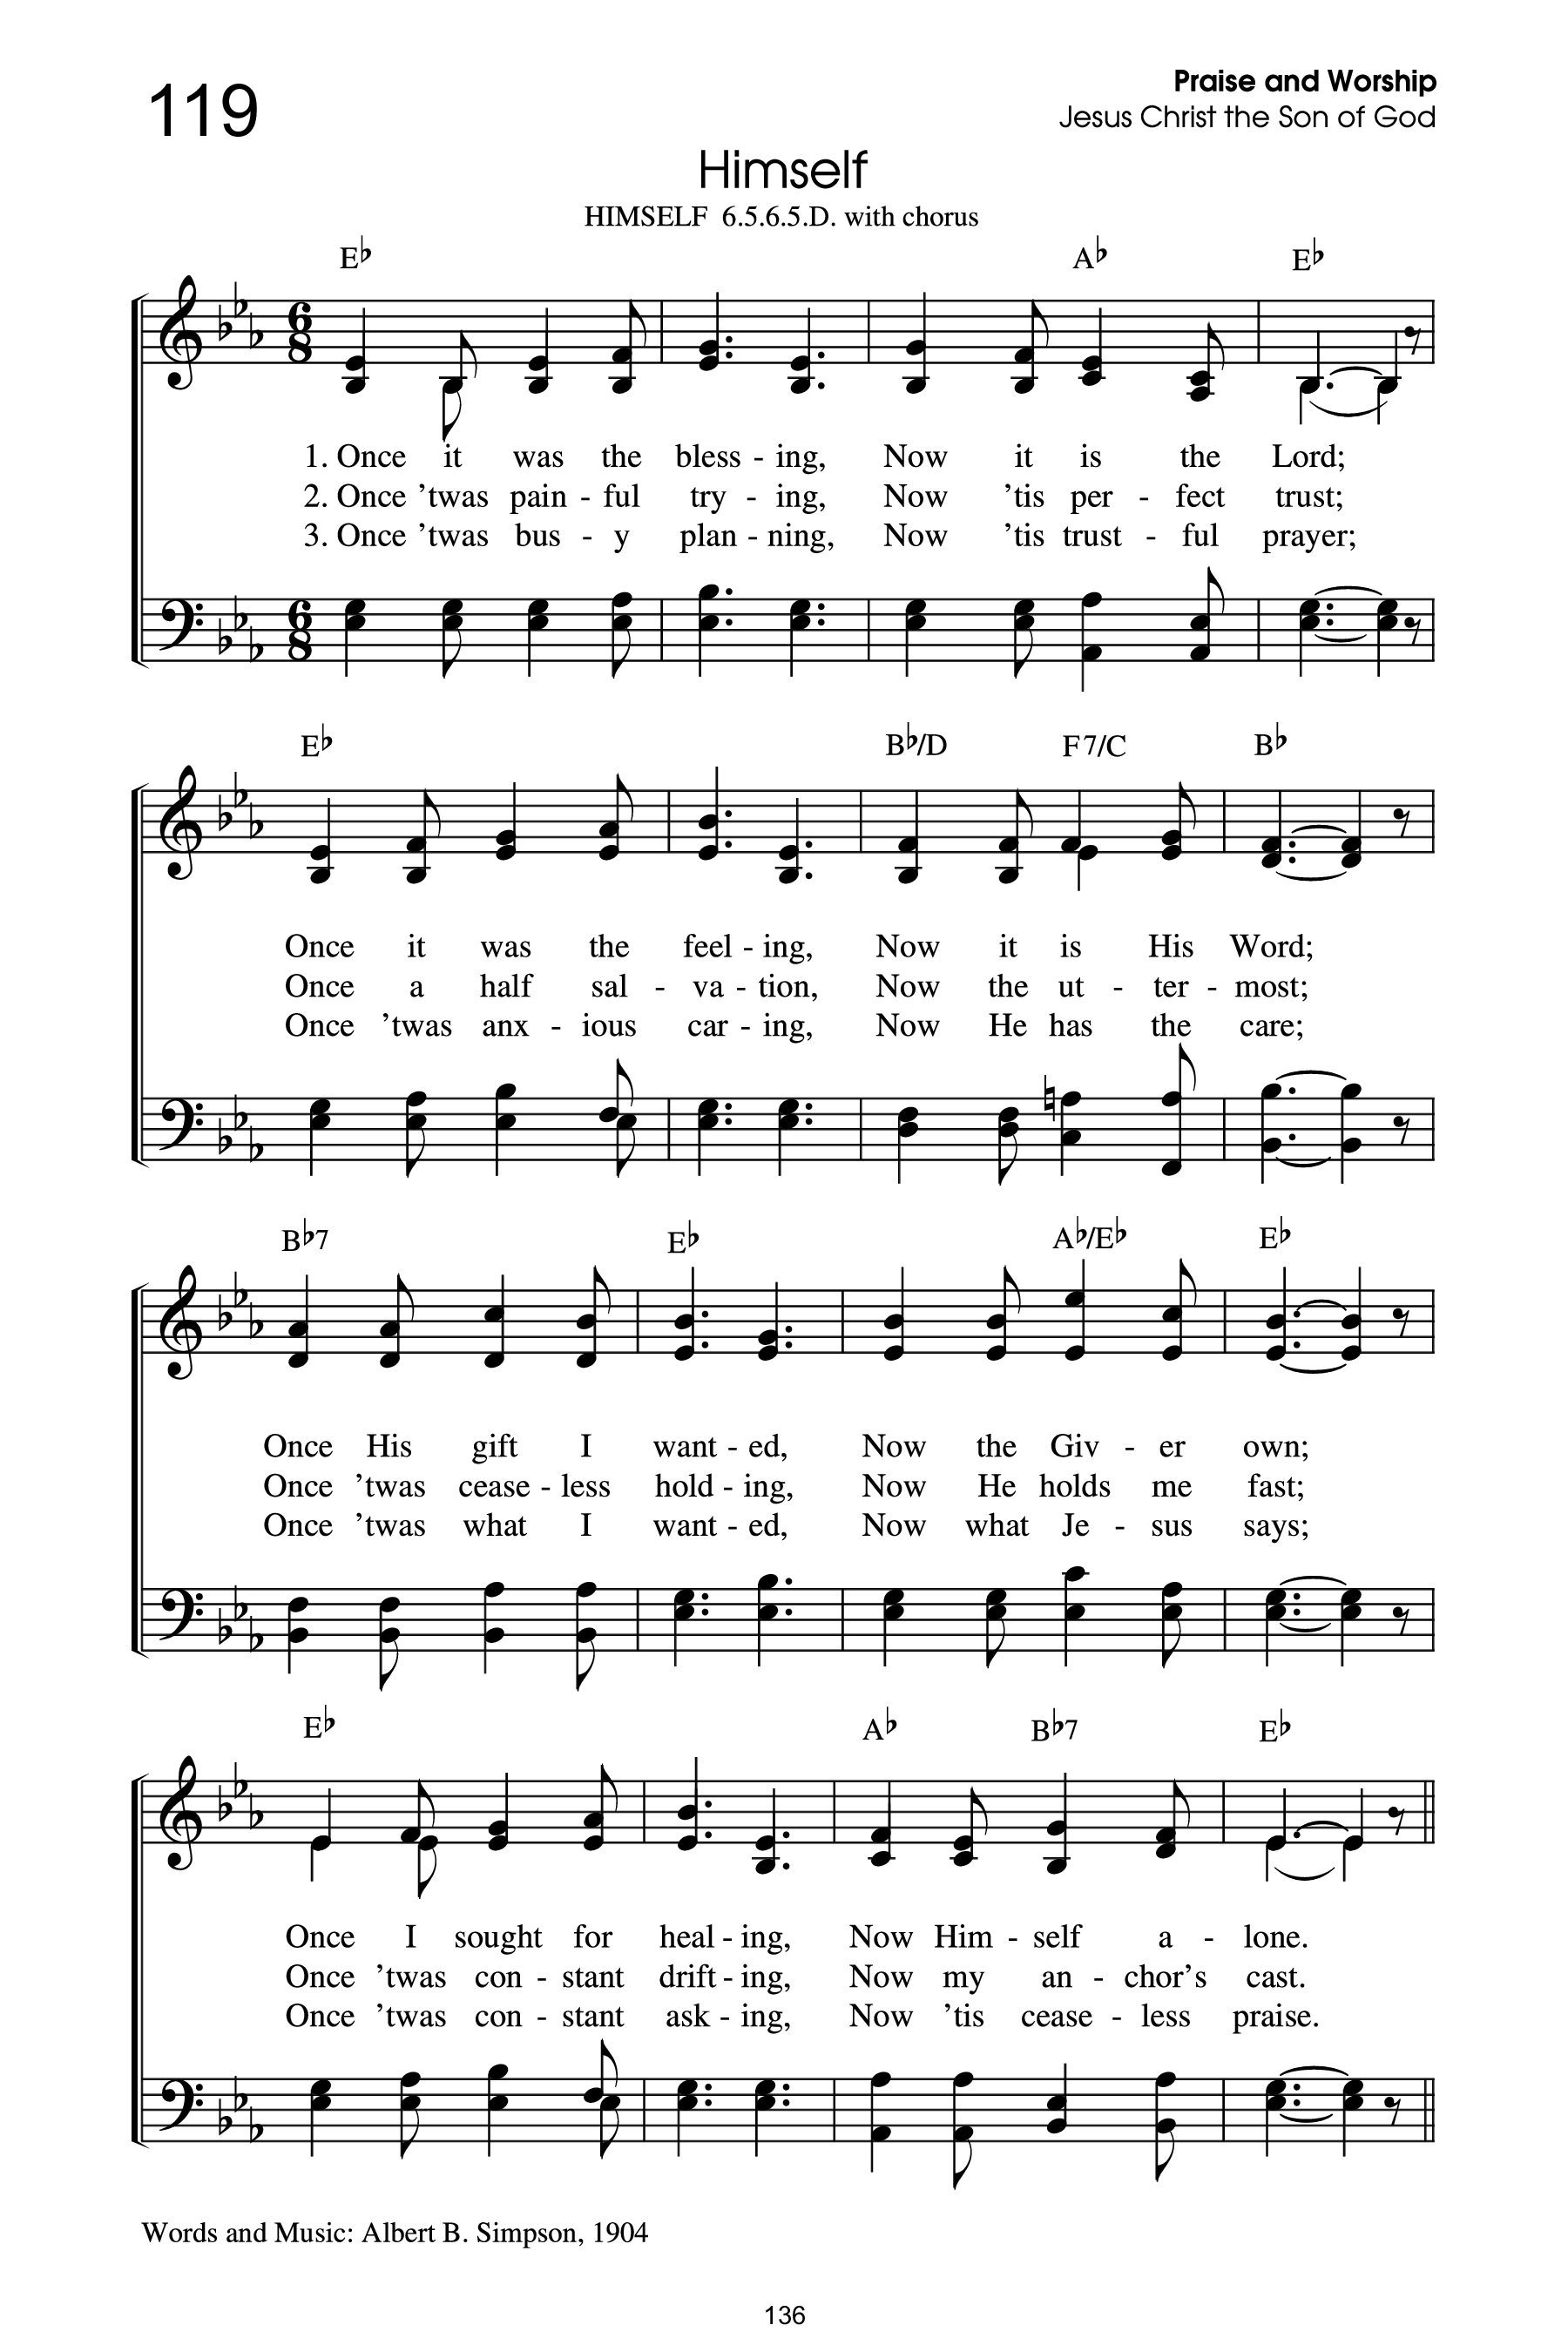 119
Praise and Worship
Jesus Christ the Son of God
Himself
HIMSELF 6.5.6.5.D. with chorus
E♭ A♭ E♭
6 8
1. Once it was the bless - ing, Now it is the Lord;
2. Once ’twas pain - ful try - ing, Now ’tis per - fect trust;
3. Once ’twas bus - y plan - ning, Now ’tis trust - ful prayer;
6 8
E♭ B♭/D F7/C B♭
Once it was the feel - ing, Now it is His Word;
Once a half sal - va - tion, Now the ut - ter - most;
Once ’twas anx - ious car - ing, Now He has the care;
B♭7 E♭ A♭/E♭ E♭
Once His gift I want - ed, Now the Giv - er own;
Once ’twas cease - less hold - ing, Now He holds me fast;
Once ’twas what I want - ed, Now what Je - sus says;
E♭ A♭ B♭7 E♭
Once I sought for heal - ing, Now Him - self a - lone.
Once ’twas con - stant drift - ing, Now my an - chor’s cast.
Once ’twas con - stant ask - ing, Now ’tis cease - less praise.
Words and Music: Albert B. Simpson, 1904
136